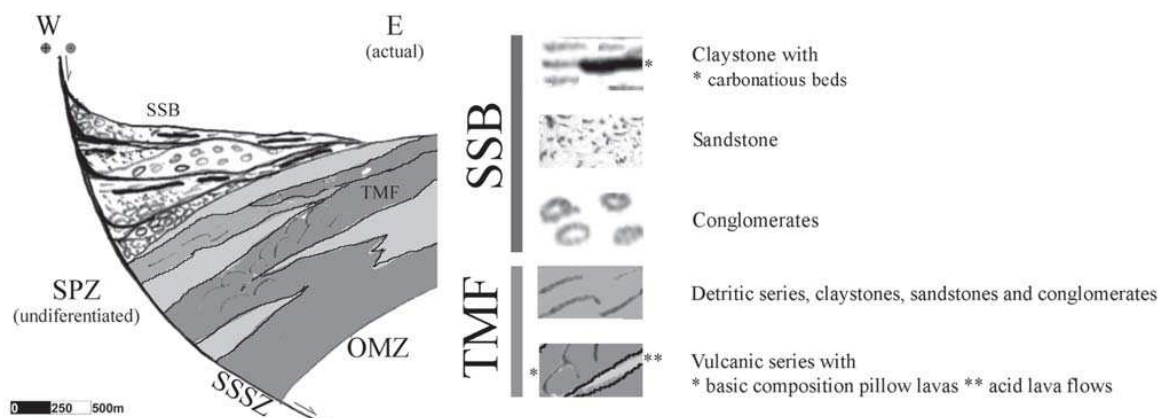 W
E
(actual)
SSB
TMF
SPZ
(undiferentiated)
OMZ
SSSZ
0 250 500m
SSB
*
Claystone with
* carbonatious beds
Sandstone
Conglomerates
TMF
Detritic series, claystones, sandstones and conglomerates
*
**
Vulcanic series with
* basic composition pillow lavas ** acid lava flows